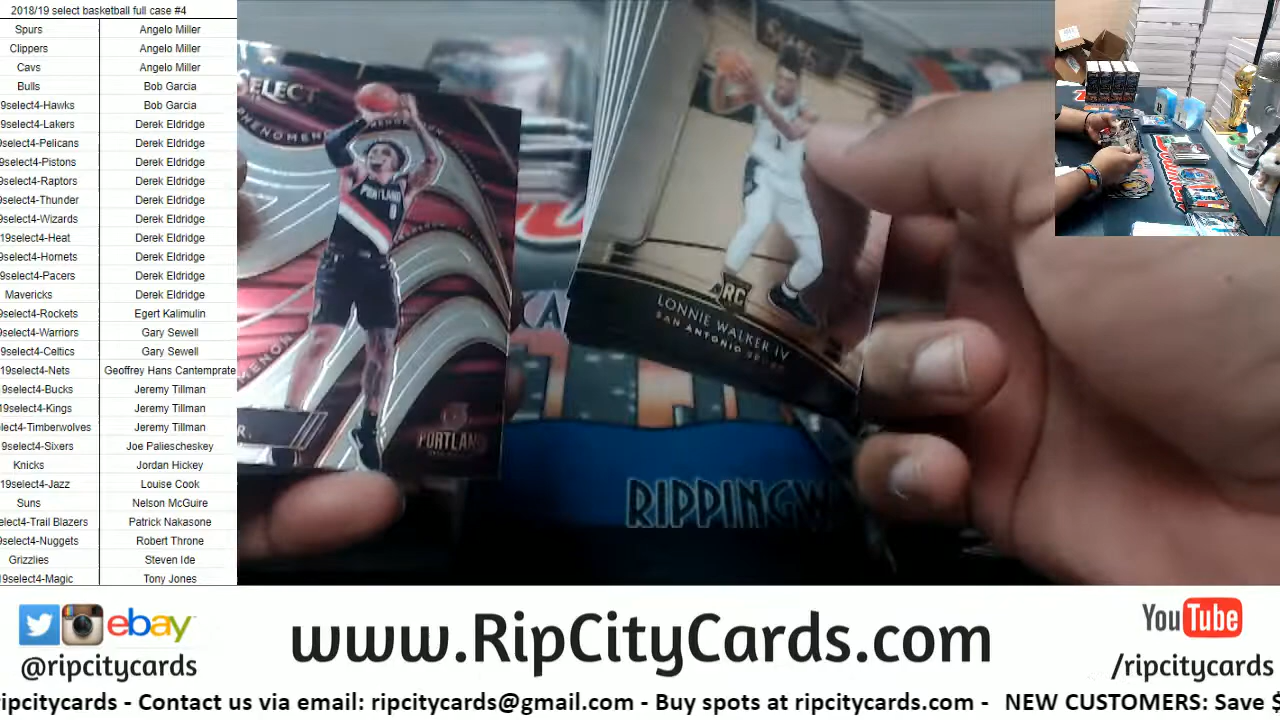 2018/19 select basketball full case #4
Spurs Angelo Miller
Clippers Angelo Miller
Cavs Angelo Miller
Bulls Bob Garcia
9select4-Hawks Bob Garcia
9select4-Lakers Derek Eldridge
9select4-Pelicans Derek Eldridge
9select4-Pistons Derek Eldridge
9select4-Raptors Derek Eldridge
9select4-Thunder Derek Eldridge
9select4-Wizards Derek Eldridge
19select4-Heat Derek Eldridge
9select4-Hornets Derek Eldridge
9select4-Pacers Derek Eldridge
Mavericks Derek Eldridge
9select4-Rockets Egert Kalimulin
9select4-Warriors Gary Sewell
9select4-Celtics Gary Sewell
19select4-Nets Geoffrey Hans Cantemprate
9select4-Bucks Jeremy Tillman
9select4-Kings Jeremy Tillman
lect4-Timberwolves Jeremy Tillman
9select4-Sixers Joe Paliescheskey
Knicks Jordan Hickey
19select4-Jazz Louise Cook
Suns Nelson McGuire
elect4-Trail Blazers Patrick Nakasone
9select4-Nuggets Robert Throne
Grizzlies Steven Ide
19select4-Magic Tony Jones
SELECT
PHENOMEN
PORTLAND
0
R.
PORTLAND
SELECT
1
RC
LONNIE WALKER IV
SAN ANTONIO SPURS
RIPPINGW
ebay
@ripcitycards
www.RipCityCards.com
YouTube
/ripcitycards
ripcitycards - Contact us via email: ripcitycards@gmail.com - Buy spots at ripcitycards.com - NEW CUSTOMERS: Save $